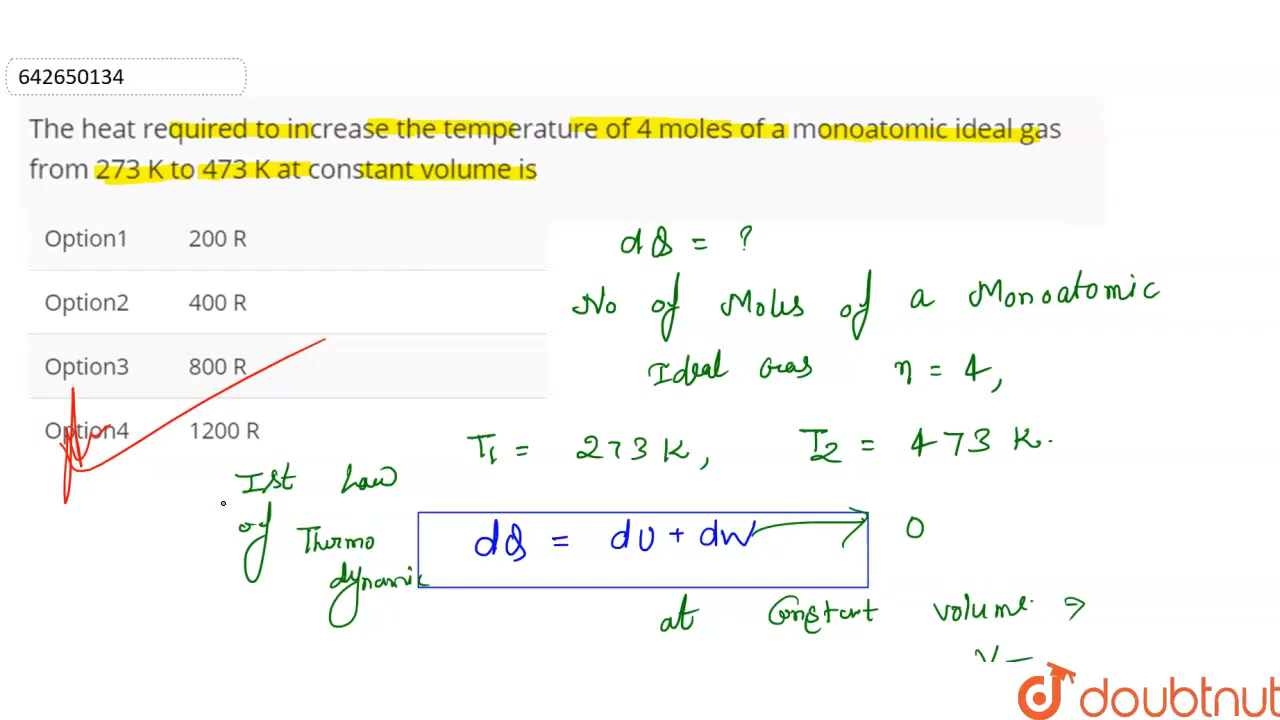 642650134
The heat required to increase the temperature of 4 moles of a monoatomic ideal gas
from 273 K to 473 K at constant volume is
Option1 200 R
Option2 400 R
Option3 800 R
Option4 1200 R
dQ = ?
No of Moles of a Monoatomic
Ideal Gas n = 4,
T1 = 273 K, T2 = 473 K.
Ist Law
of Thermo
dynamic
dQ = dU + dW → 0
at Constant volume ⇒
doubtnut